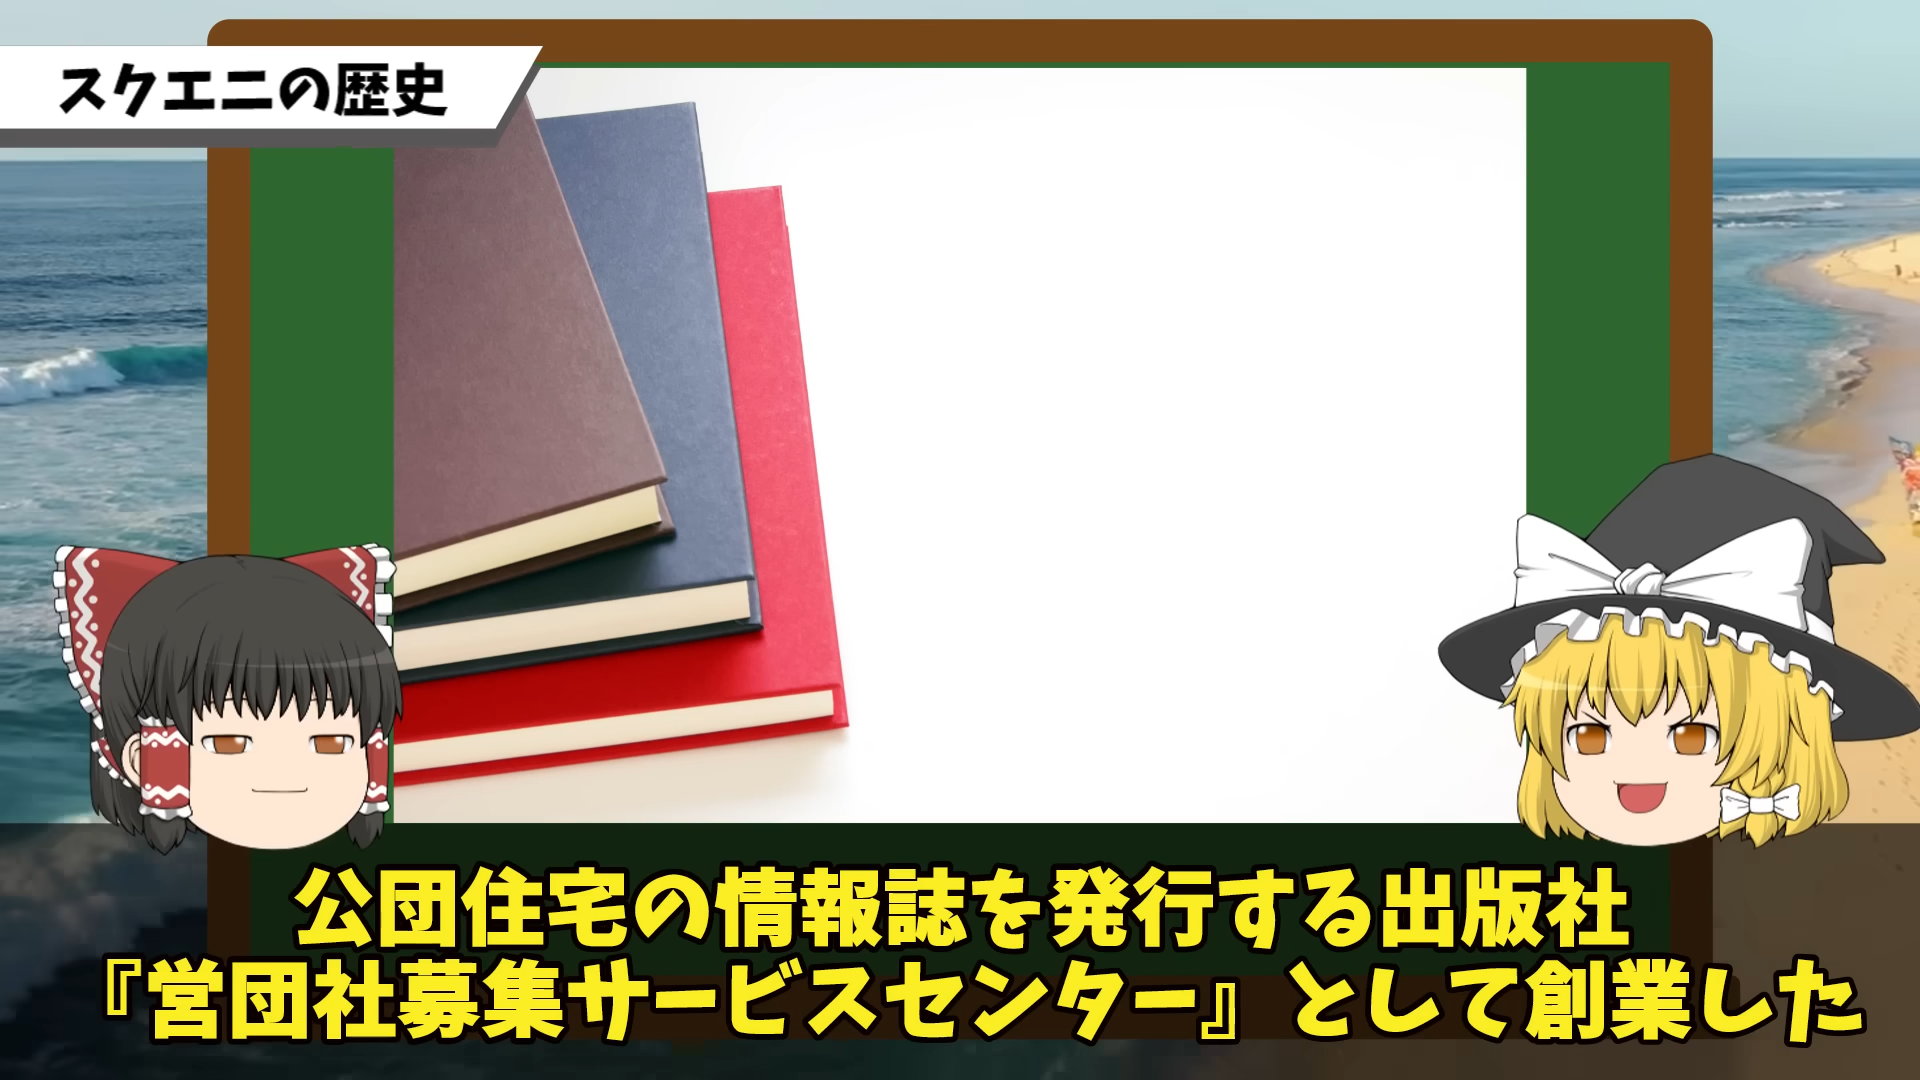 スクエニの歴史
公団住宅の情報誌を発行する出版社
『営団社募集サービスセンター』として創業した